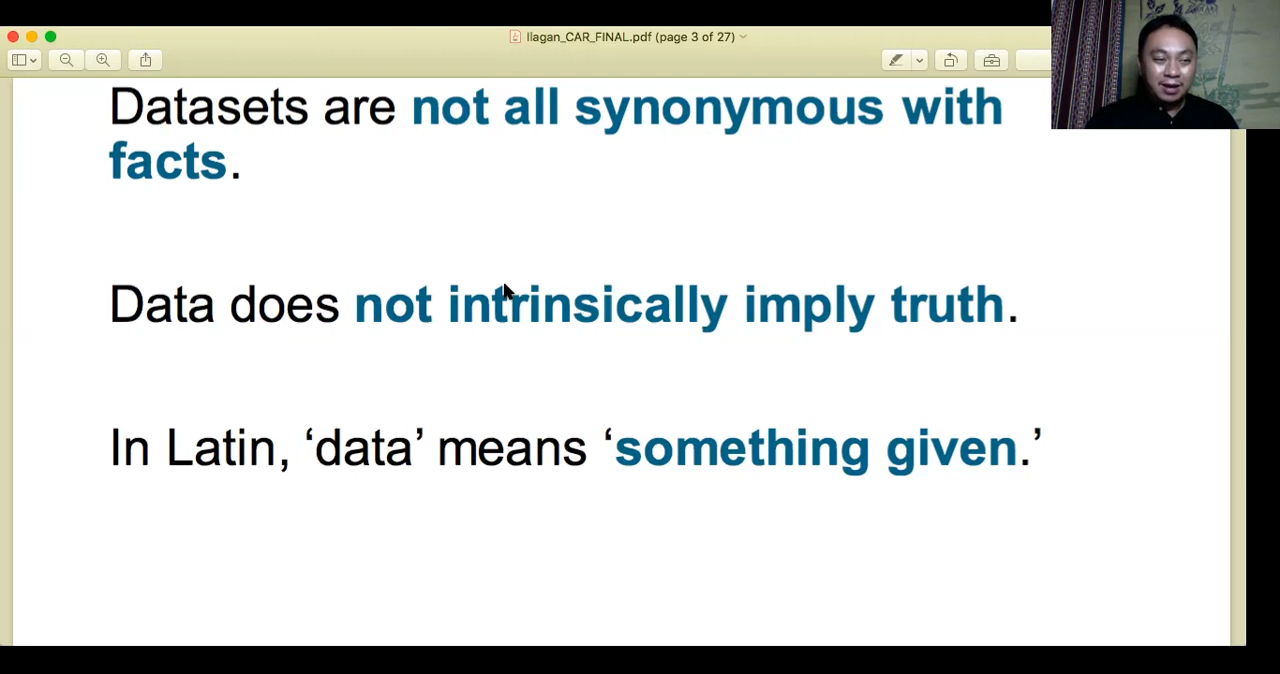 Ilagan_CAR_FINAL.pdf (page 3 of 27)
Datasets are not all synonymous with
facts.
Data does not intrinsically imply truth.
In Latin, ‘data’ means ‘something given.’